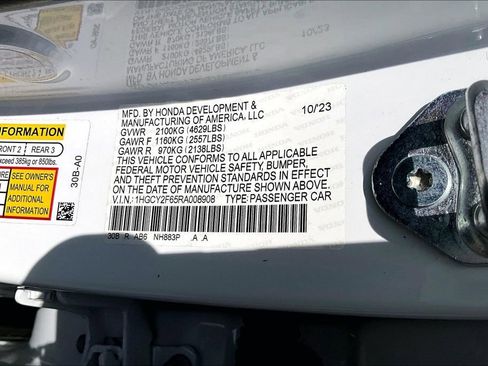 MFD. BY HONDA DEVELOPMENT &
MANUFACTURING OF AMERICA, LLC 10/23
GVWR 2100KG (4629LBS)
GAWR F 1160KG (2557LBS)
GAWR R 970KG (2138LBS)
THIS VEHICLE CONFORMS TO ALL APPLICABLE
FEDERAL MOTOR VEHICLE SAFETY, BUMPER,
AND THEFT PREVENTION STANDARDS IN EFFECT
ON THE DATE OF MANUFACTURE SHOWN ABOVE.
V.I.N.: 1HGCY2F65RA008908 TYPE: PASSENGER CAR
30B R AB6 NH883P .A .A
INFORMATION
FRONT 2 REAR 3
exceed 385kg or 850lbs.
SEE OWNER'S
MANUAL FOR
ADDITIONAL
INFORMATION
30B-A0